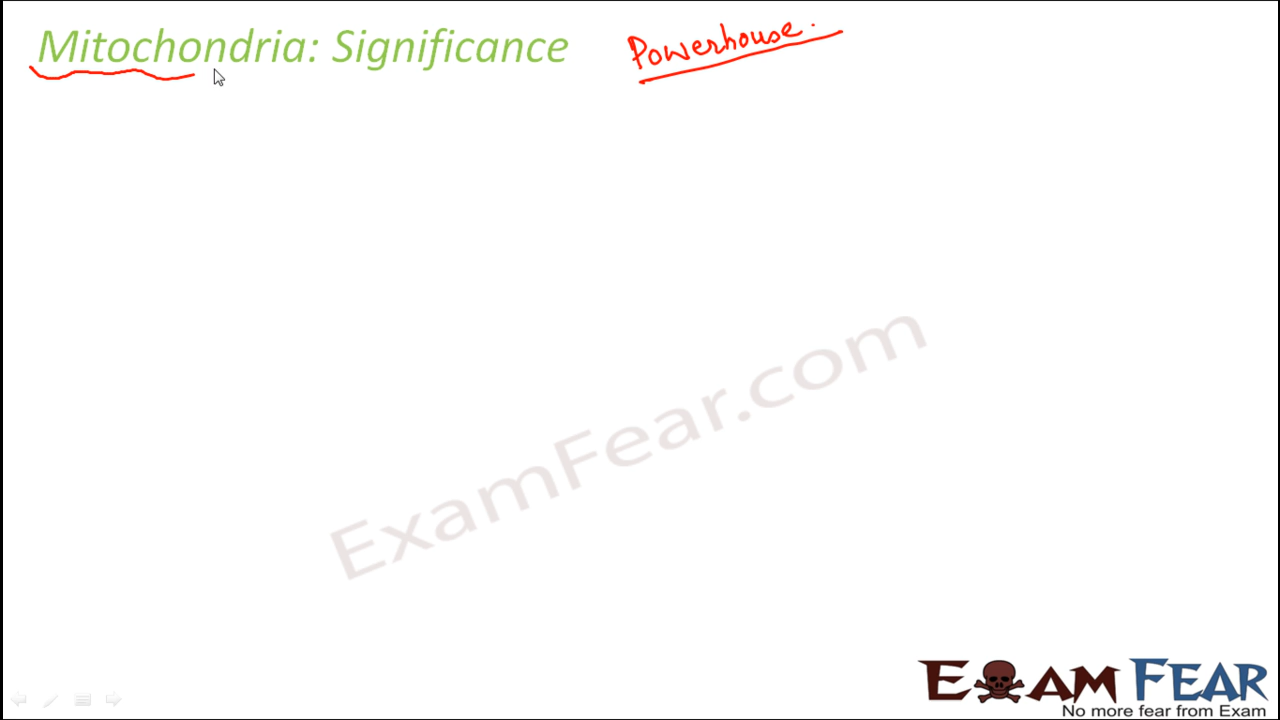 Mitochondria: Significance
Powerhouse.
ExamFear.com
EXAM FEAR
No more fear from Exam